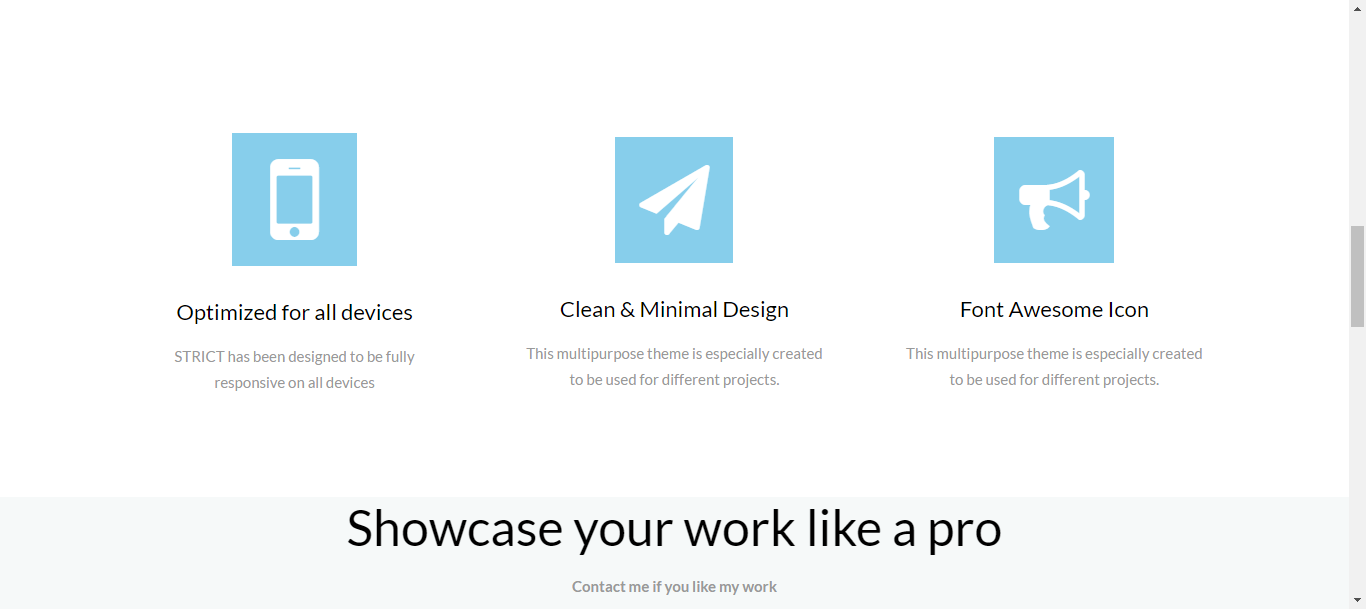 Optimized for all devices
STRICT has been designed to be fully
responsive on all devices
Clean & Minimal Design
This multipurpose theme is especially created
to be used for different projects.
Font Awesome Icon
This multipurpose theme is especially created
to be used for different projects.
Showcase your work like a pro
Contact me if you like my work